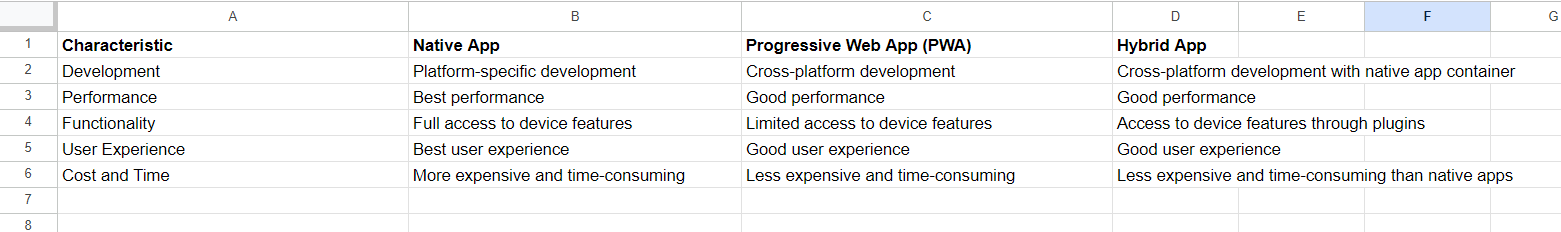 A B C D E F G
1 Characteristic Native App Progressive Web App (PWA) Hybrid App
2 Development Platform-specific development Cross-platform development Cross-platform development with native app container
3 Performance Best performance Good performance Good performance
4 Functionality Full access to device features Limited access to device features Access to device features through plugins
5 User Experience Best user experience Good user experience Good user experience
6 Cost and Time More expensive and time-consuming Less expensive and time-consuming Less expensive and time-consuming than native apps
7
8